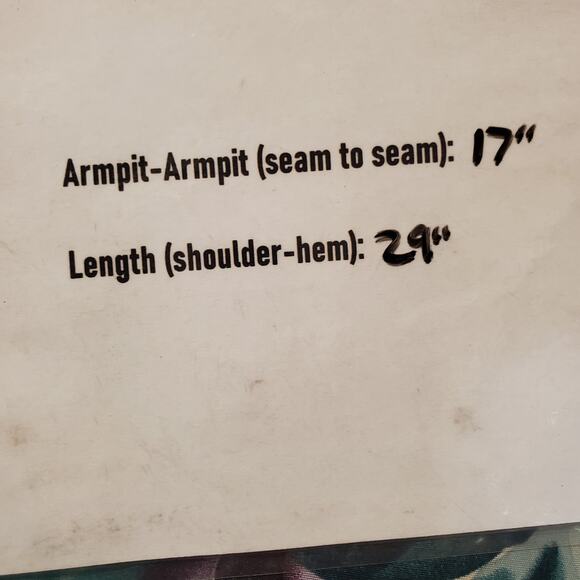 Armpit-Armpit (seam to seam): 17"
Length (shoulder-hem): 29"